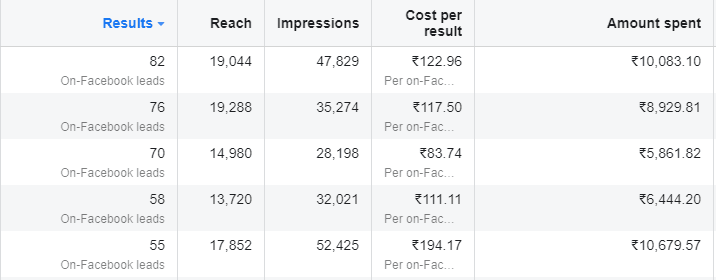 Results Reach Impressions Cost per result Amount spent
82 19,044 47,829 ₹122.96 ₹10,083.10
On-Facebook leads Per on-Fac...
76 19,288 35,274 ₹117.50 ₹8,929.81
On-Facebook leads Per on-Fac...
70 14,980 28,198 ₹83.74 ₹5,861.82
On-Facebook leads Per on-Fac...
58 13,720 32,021 ₹111.11 ₹6,444.20
On-Facebook leads Per on-Fac...
55 17,852 52,425 ₹194.17 ₹10,679.57
On-Facebook leads Per on-Fac...